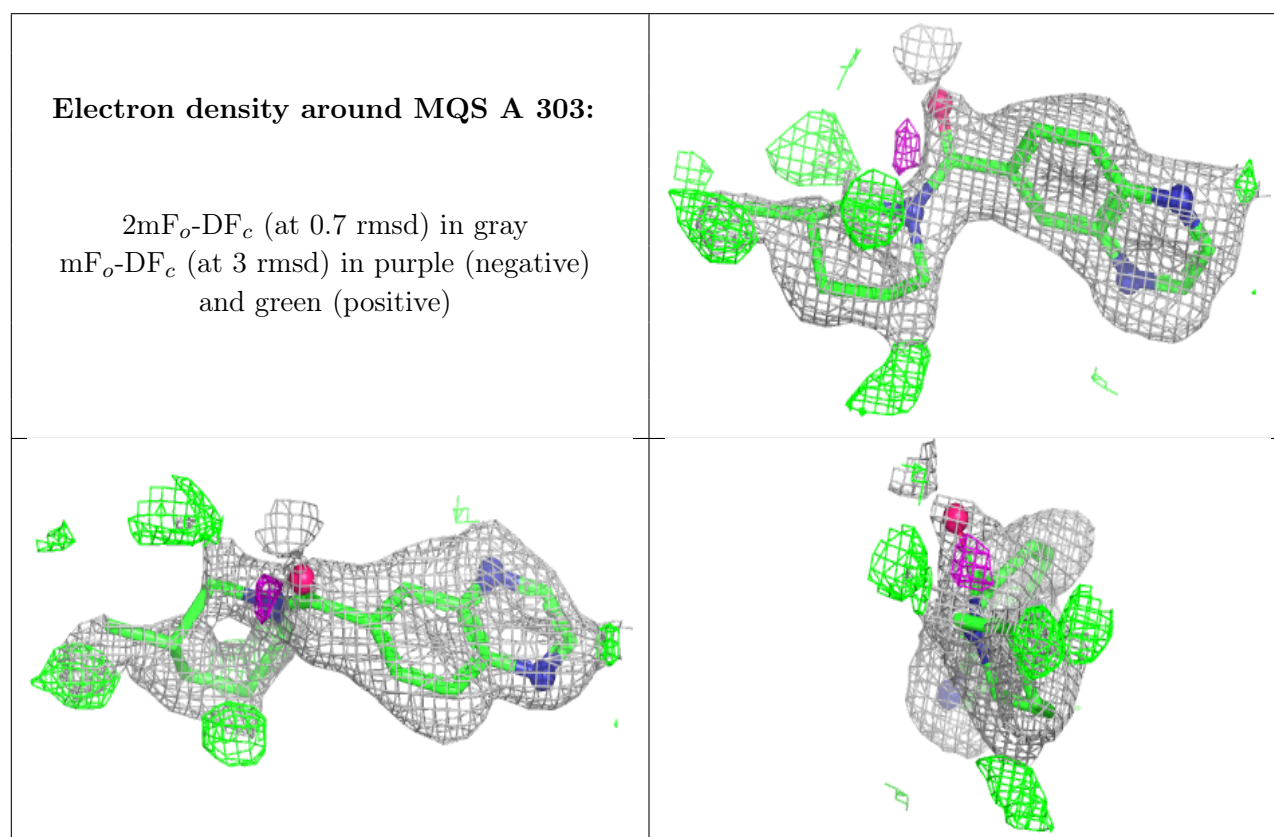 Electron density around MQS A 303:
2mFo-DFc (at 0.7 rmsd) in gray
mFo-DFc (at 3 rmsd) in purple (negative)
and green (positive)